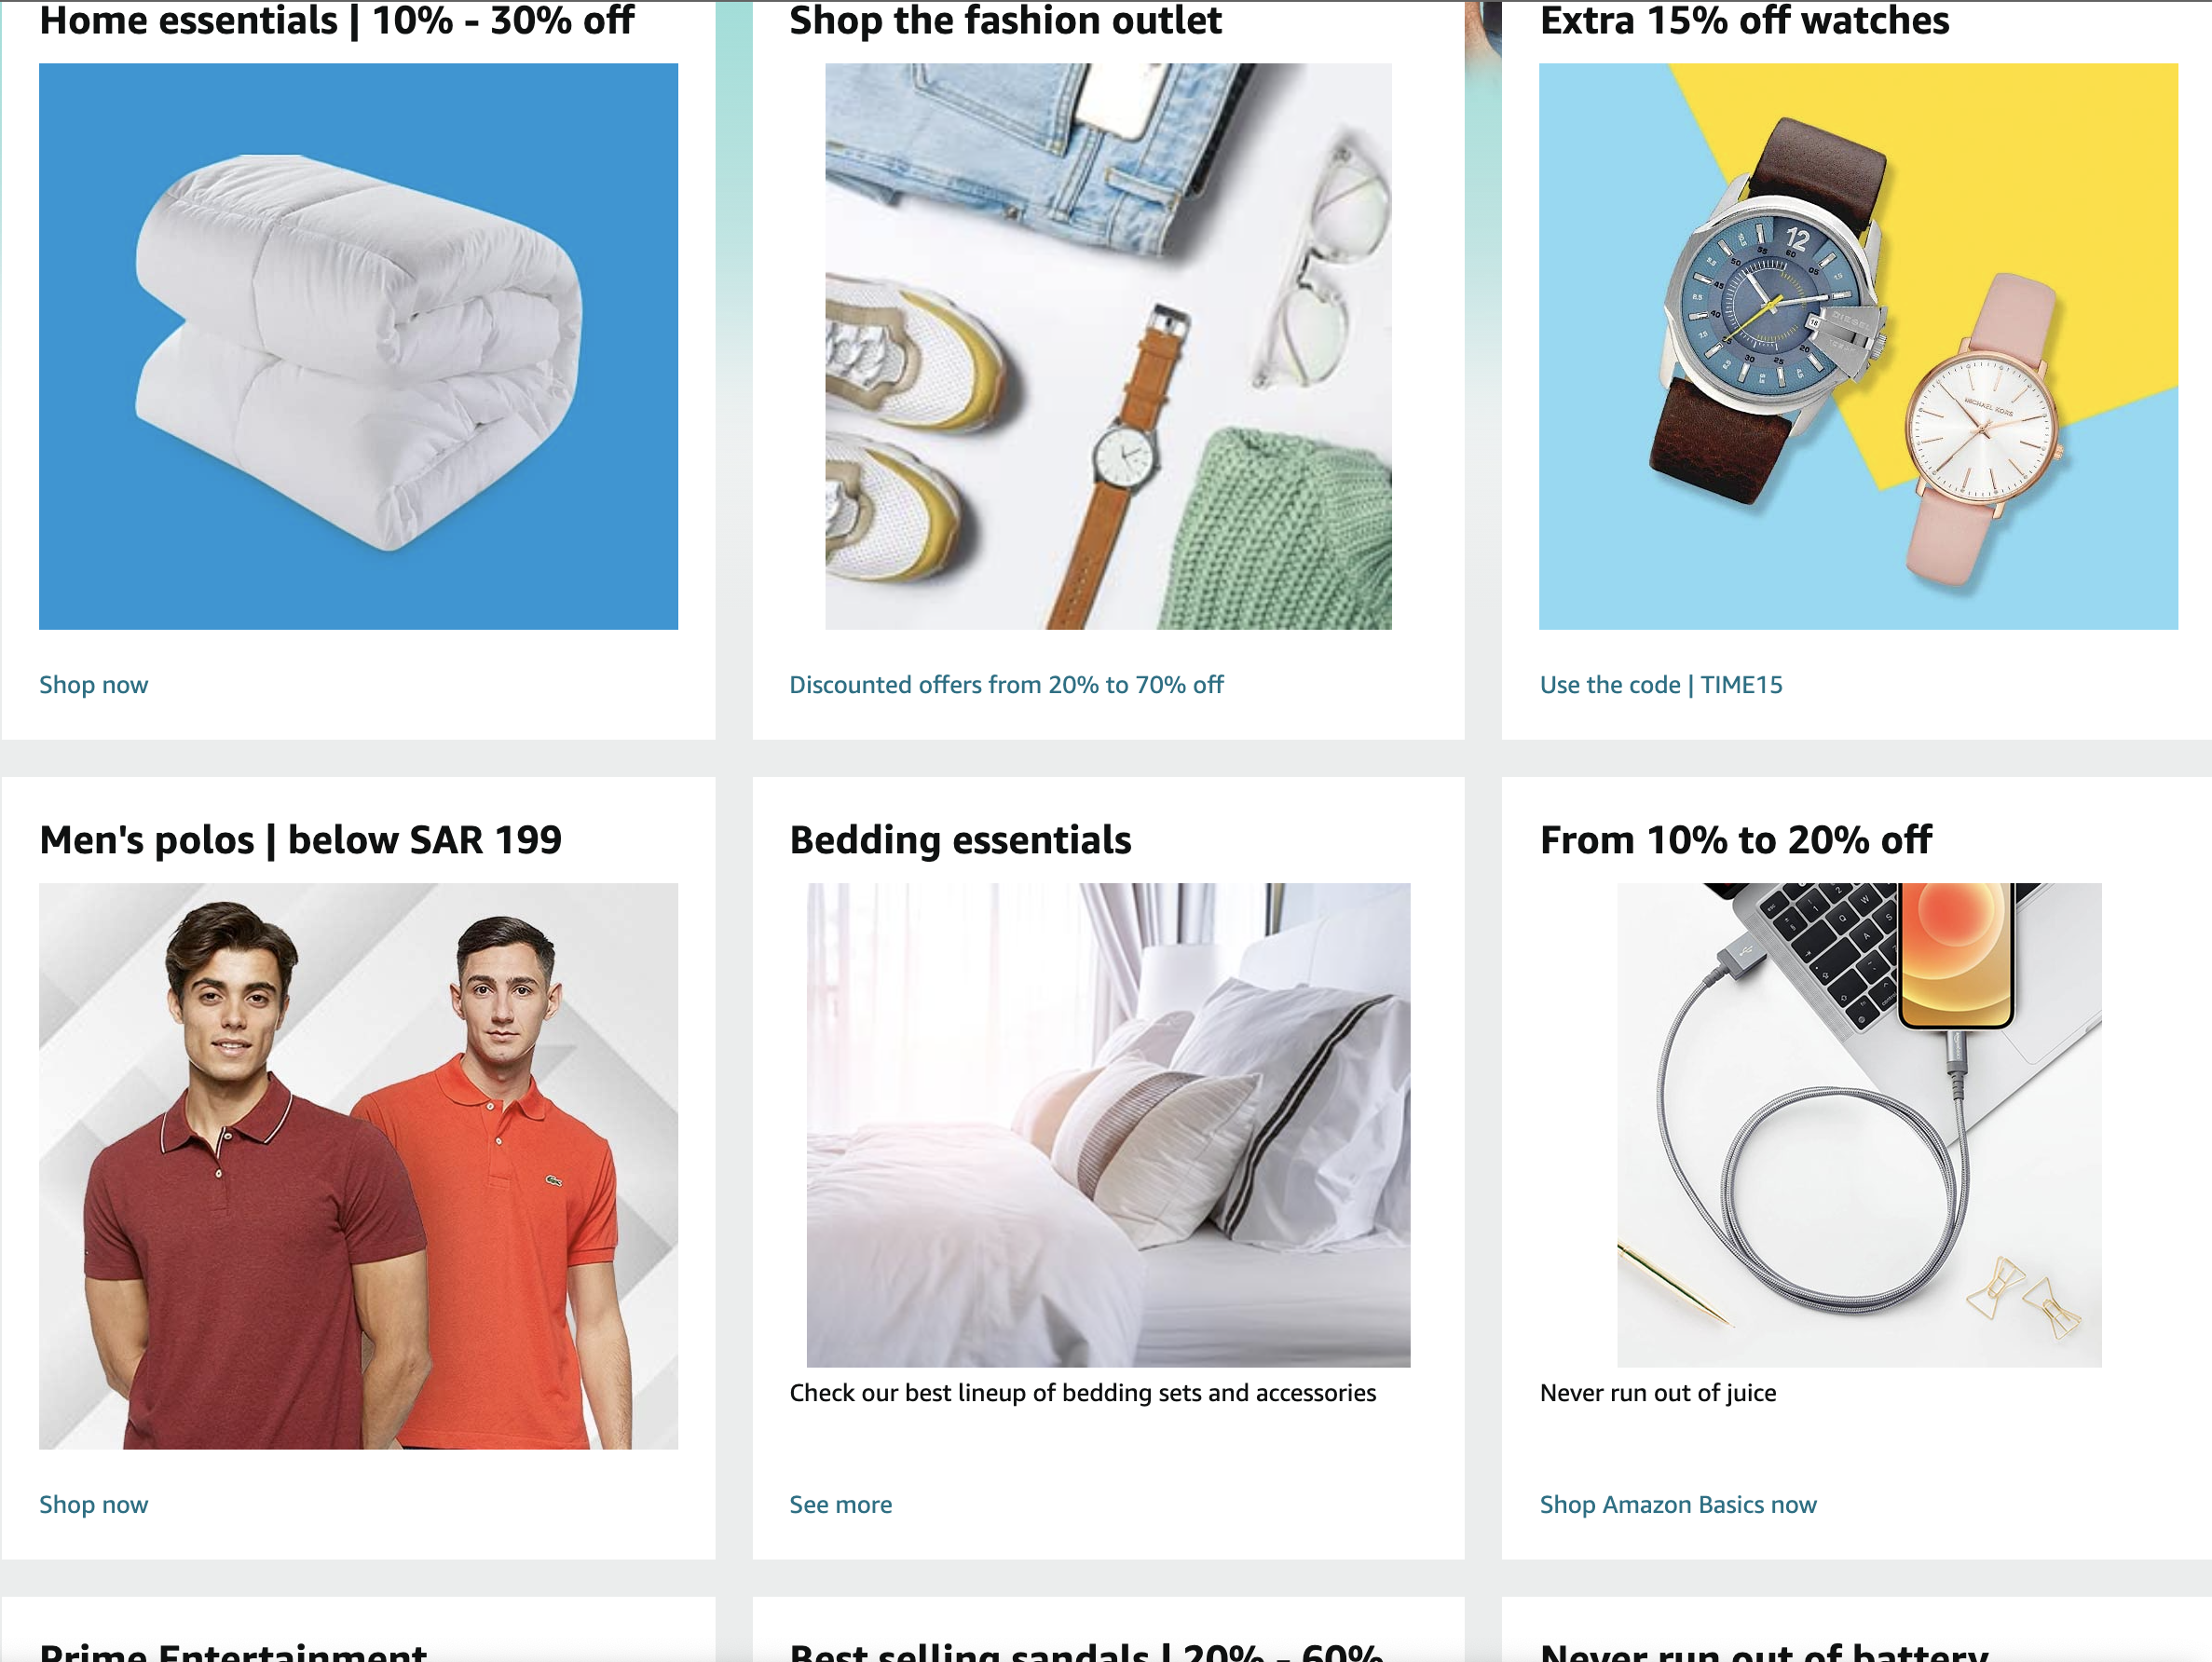 Home essentials | 10% - 30% off
Shop the fashion outlet
Extra 15% off watches
12
DIESEL
MICHAEL KORS
Shop now
Discounted offers from 20% to 70% off
Use the code | TIME15
Men's polos | below SAR 199
Bedding essentials
From 10% to 20% off
Check our best lineup of bedding sets and accessories
Never run out of juice
Shop now
See more
Shop Amazon Basics now
Prime Entertainment
Best selling sandals | 20% - 60%
Never run out of battery